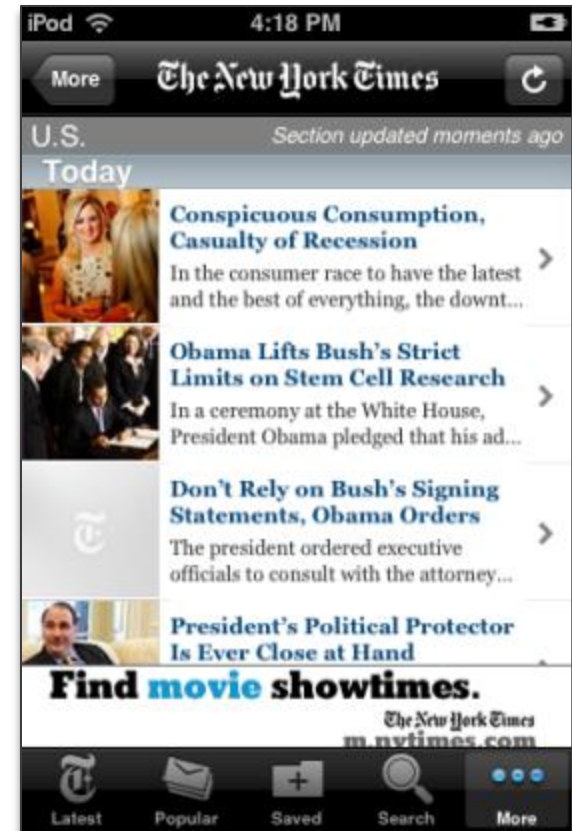 iPod 4:18 PM
More The New York Times
U.S. Section updated moments ago
Today
Conspicuous Consumption,
Casualty of Recession
In the consumer race to have the latest
and the best of everything, the downt...
Obama Lifts Bush's Strict
Limits on Stem Cell Research
In a ceremony at the White House,
President Obama pledged that his ad...
Don't Rely on Bush's Signing
Statements, Obama Orders
The president ordered executive
officials to consult with the attorney...
President's Political Protector
Is Ever Close at Hand
Find movie showtimes.
The New York Times
m.nytimes.com
Latest Popular Saved Search More